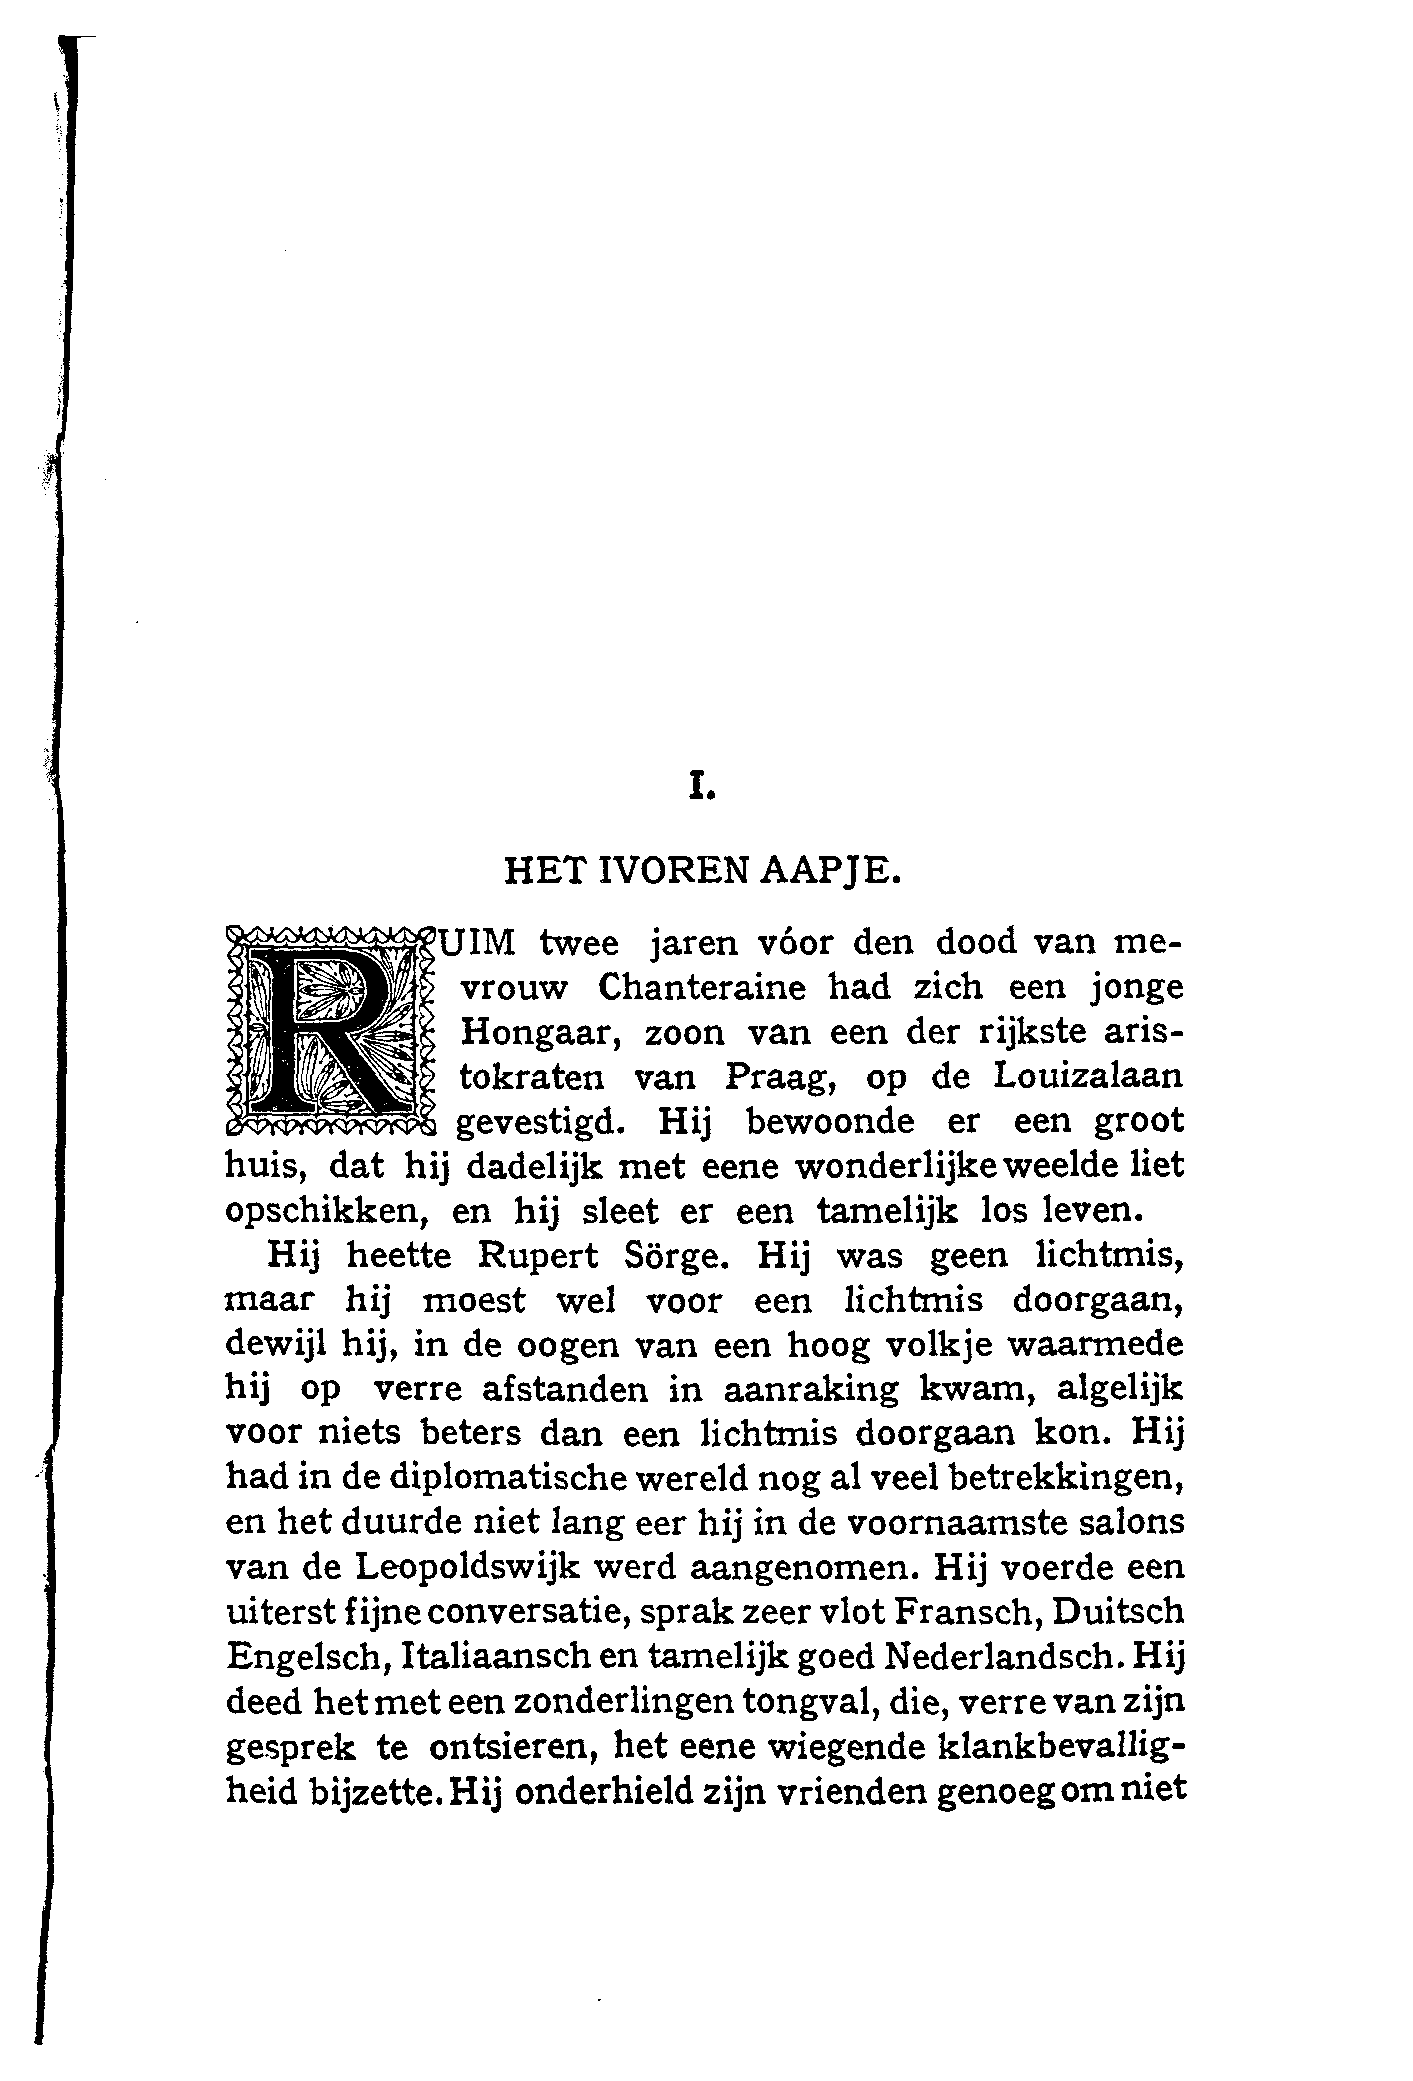 I.
HET IVOREN AAPJE.
RUIM twee jaren vóor den dood van me-
vrouw Chanteraine had zich een jonge
Hongaar, zoon van een der rijkste aris-
tokraten van Praag, op de Louizalaan
gevestigd. Hij bewoonde er een groot
huis, dat hij dadelijk met eene wonderlijke weelde liet
opschikken, en hij sleet er een tamelijk los leven.
Hij heette Rupert Sörge. Hij was geen lichtmis,
maar hij moest wel voor een lichtmis doorgaan,
dewijl hij, in de oogen van een hoog volkje waarmede
hij op verre afstanden in aanraking kwam, algelijk
voor niets beters dan een lichtmis doorgaan kon. Hij
had in de diplomatische wereld nog al veel betrekkingen,
en het duurde niet lang eer hij in de voornaamste salons
van de Leopoldswijk werd aangenomen. Hij voerde een
uiterst fijne conversatie, sprak zeer vlot Fransch, Duitsch
Engelsch, Italiaansch en tamelijk goed Nederlandsch. Hij
deed het met een zonderlingen tongval, die, verre van zijn
gesprek te ontsieren, het eene wiegende klankbevallig-
heid bijzette. Hij onderhield zijn vrienden genoeg om niet